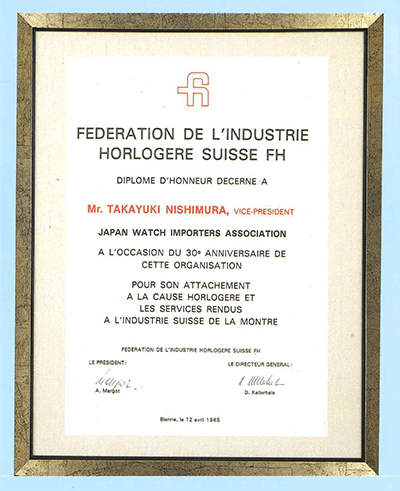 FEDERATION DE L'INDUSTRIE
HORLOGERE SUISSE FH
DIPLOME D'HONNEUR DECERNE A
Mr. TAKAYUKI NISHIMURA, VICE-PRESIDENT
JAPAN WATCH IMPORTERS ASSOCIATION
A L'OCCASION DU 30e ANNIVERSAIRE DE
CETTE ORGANISATION
POUR SON ATTACHEMENT
A LA CAUSE HORLOGERE ET
LES SERVICES RENDUS
A L'INDUSTRIE SUISSE DE LA MONTRE
FEDERATION DE L'INDUSTRIE HORLOGERE SUISSE FH
LE PRESIDENT: LE DIRECTEUR GENERAL:
A. Margot D. Kellerhals
Bienne, le 12 avril 1985